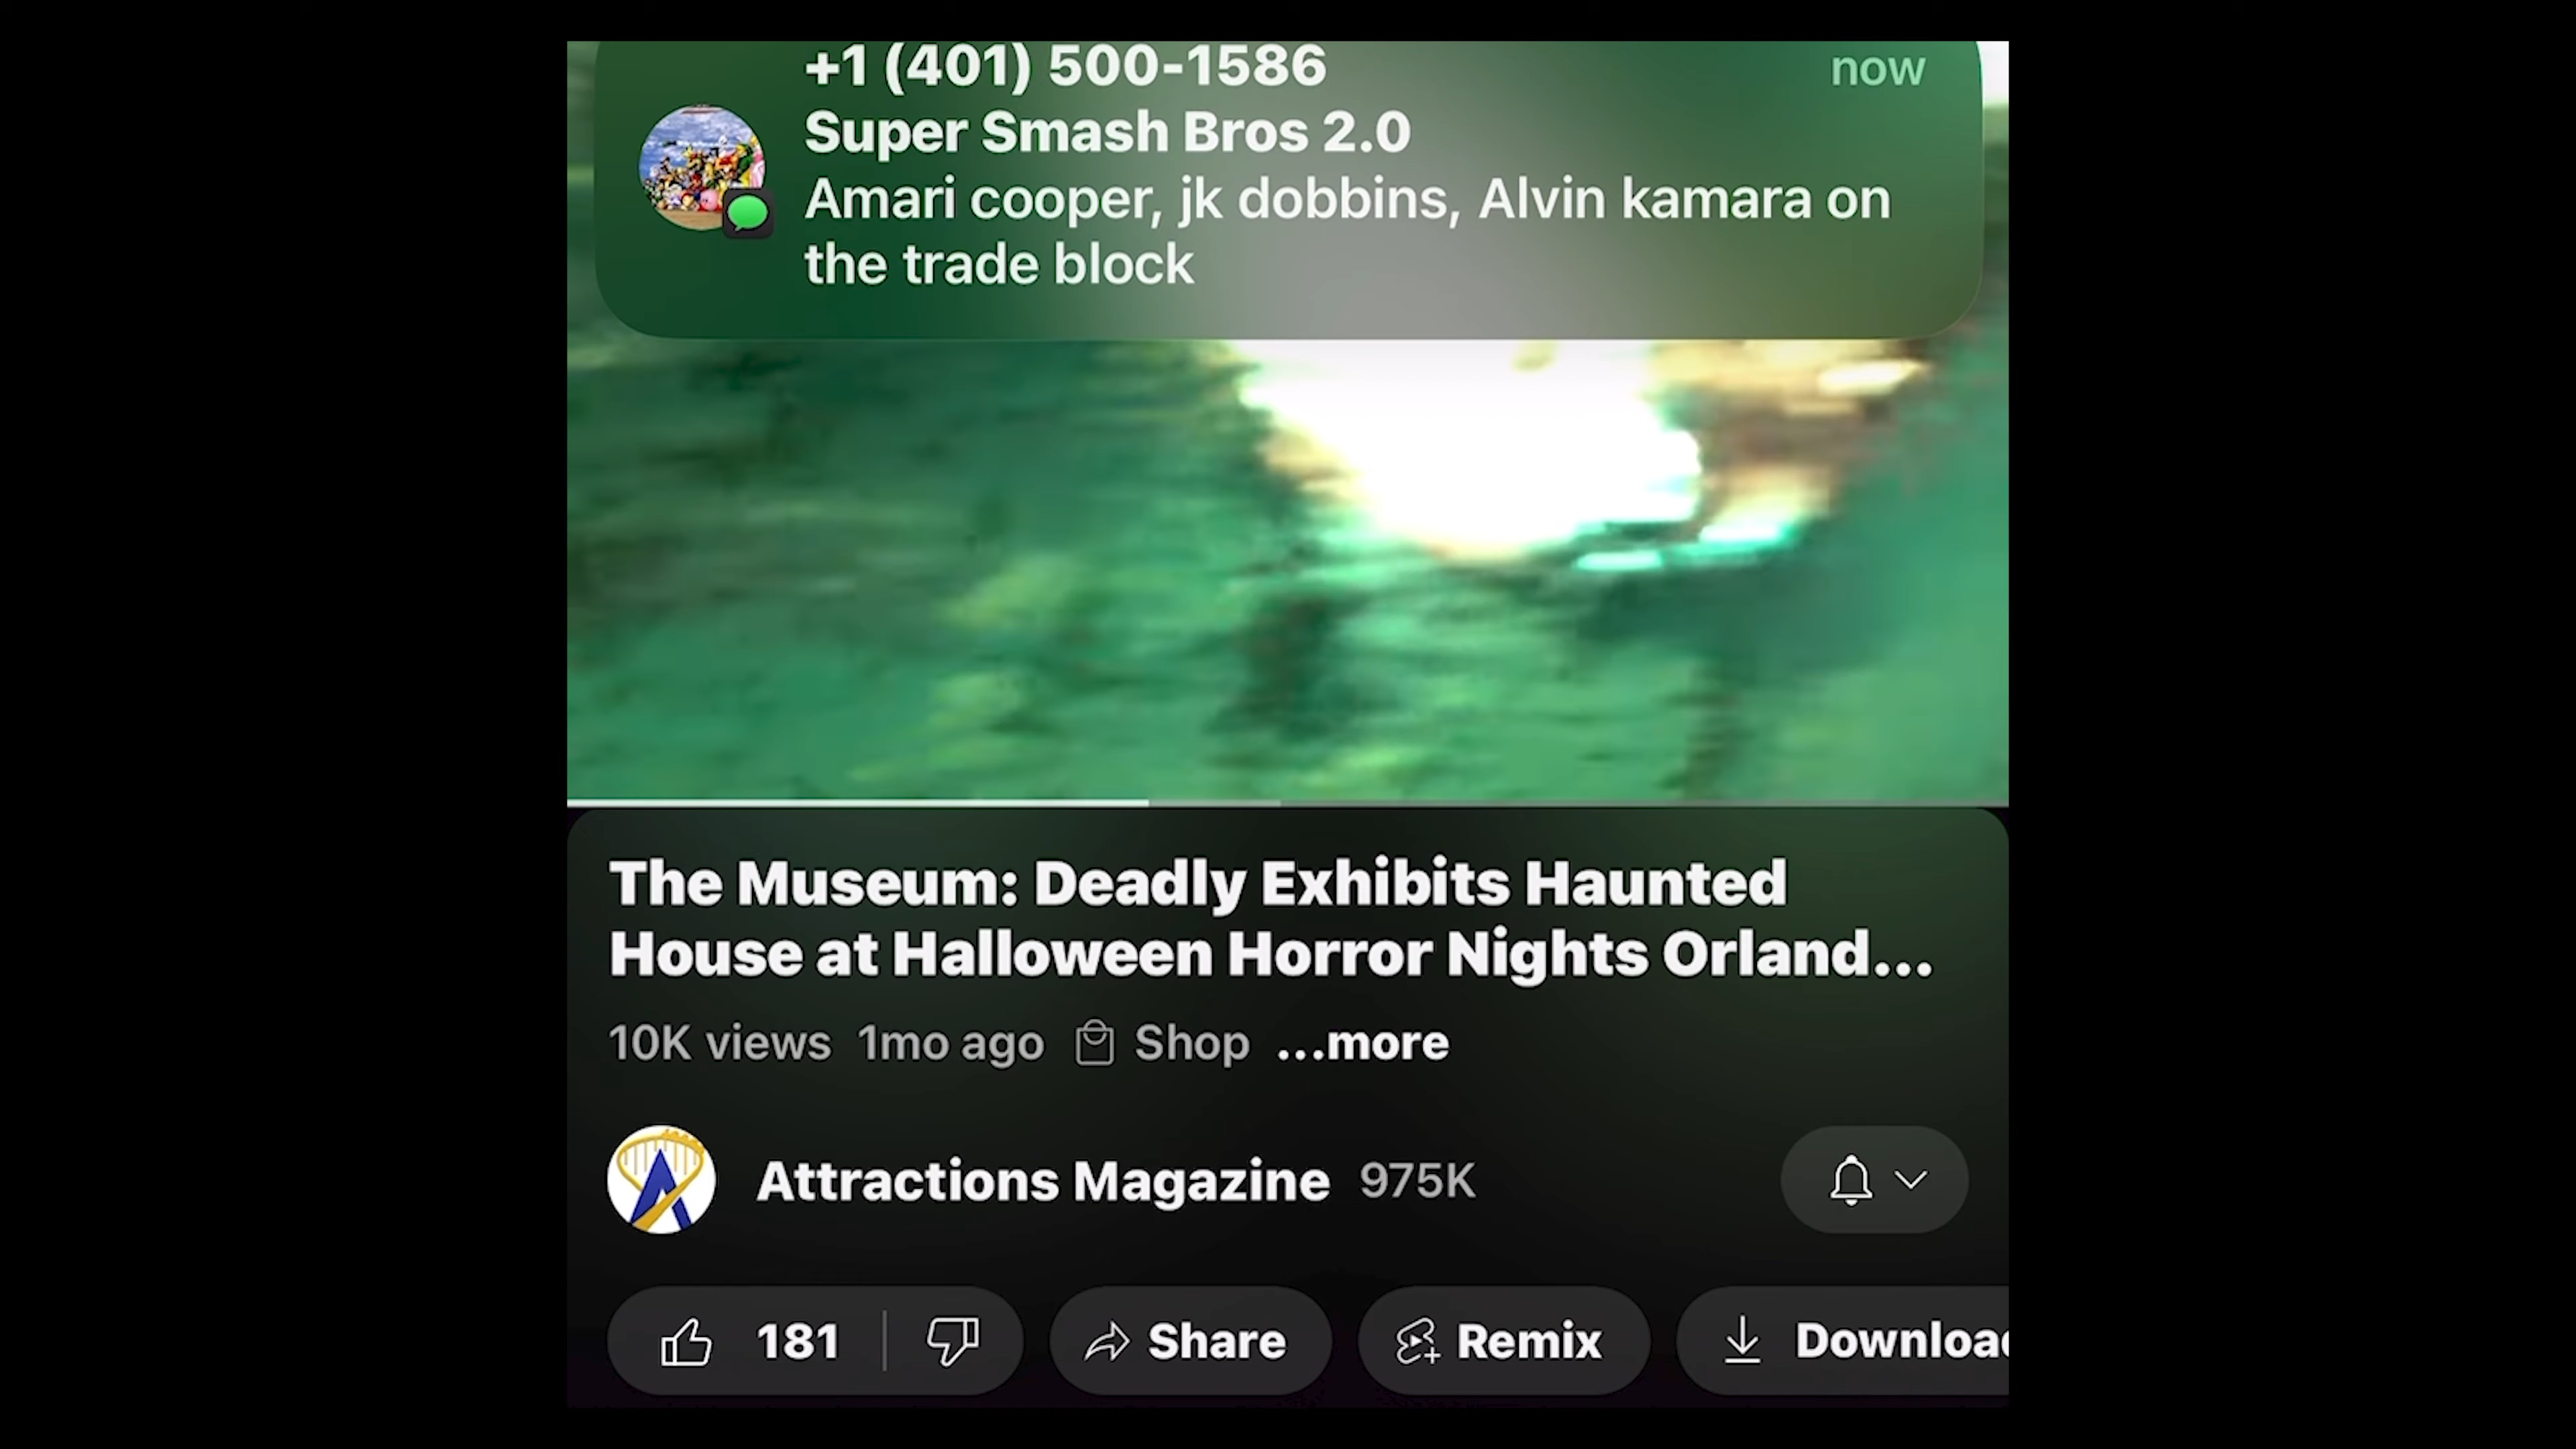 +1 (401) 500-1586
now
Super Smash Bros 2.0
Amari cooper, jk dobbins, Alvin kamara on
the trade block
The Museum: Deadly Exhibits Haunted
House at Halloween Horror Nights Orland...
10K views 1mo ago Shop ...more
Attractions Magazine 975K
181 Share Remix Download